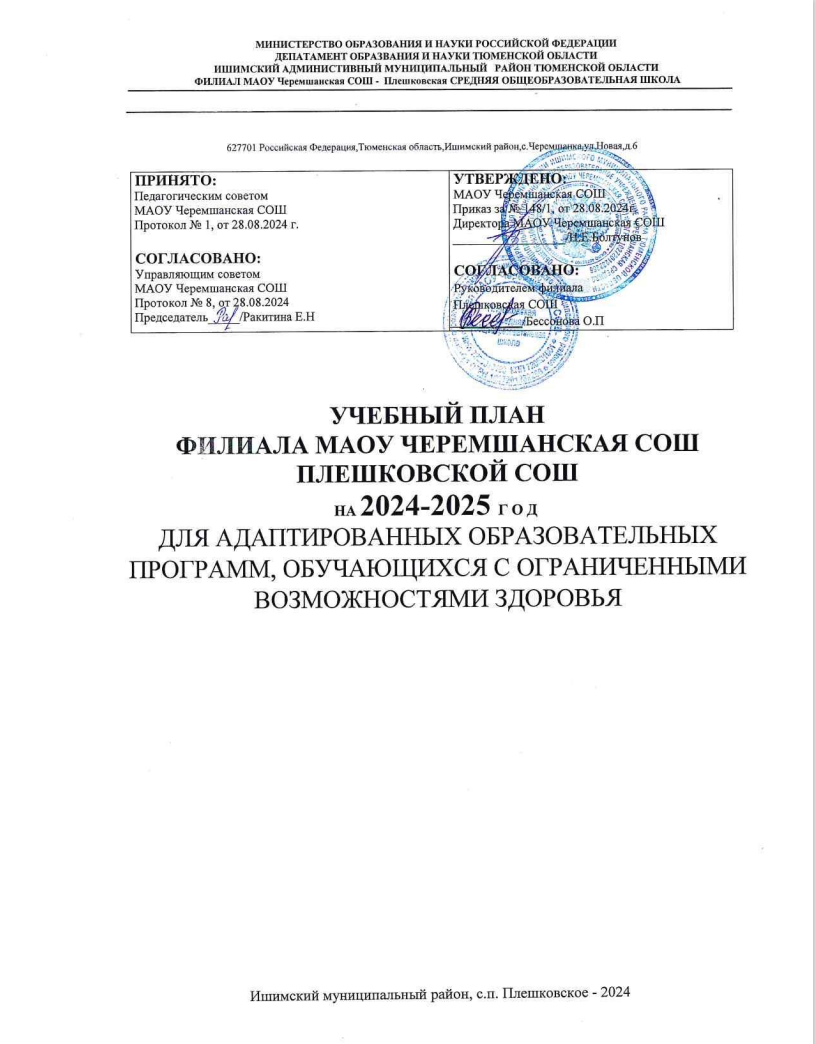 МИНИСТЕРСТВО ОБРАЗОВАНИЯ И НАУКИ РОССИЙСКОЙ ФЕДЕРАЦИИ
ДЕПАТАМЕНТ ОБРАЗВАНИЯ И НАУКИ ТЮМЕНСКОЙ ОБЛАСТИ
ИШИМСКИЙ АДМИНИСТИВНЫЙ МУНИЦИПАЛЬНЫЙ РАЙОН ТЮМЕНСКОЙ ОБЛАСТИ
ФИЛИАЛ МАОУ Черемшанская СОШ - Плешковская СРЕДНЯЯ ОБЩЕОБРАЗОВАТЕЛЬНАЯ ШКОЛА
627701 Российская Федерация,Тюменская область,Ишимский район,с.Черемшанка,ул.Новая,д.6
ПРИНЯТО:
Педагогическим советом
МАОУ Черемшанская СОШ
Протокол № 1, от 28.08.2024 г.
СОГЛАСОВАНО:
Управляющим советом
МАОУ Черемшанская СОШ
Протокол № 8, от 28.08.2024
Председатель /Ракитина Е.Н
УТВЕРЖДЕНО:
МАОУ Черемшанская СОШ
Приказ за № 148/1, от 28.08.2024г.
Директора МАОУ Черемшанская СОШ
Болтунов
СОГЛАСОВАНО:
Руководителем филиала
Плешковская СОШ
/Бессонова О.П
УЧЕБНЫЙ ПЛАН
ФИЛИАЛА МАОУ ЧЕРЕМШАНСКАЯ СОШ
ПЛЕШКОВСКОЙ СОШ
НА 2024-2025 Г О Д
ДЛЯ АДАПТИРОВАННЫХ ОБРАЗОВАТЕЛЬНЫХ
ПРОГРАММ, ОБУЧАЮЩИХСЯ С ОГРАНИЧЕННЫМИ
ВОЗМОЖНОСТЯМИ ЗДОРОВЬЯ
Ишимский муниципальный район, с.п. Плешковское - 2024